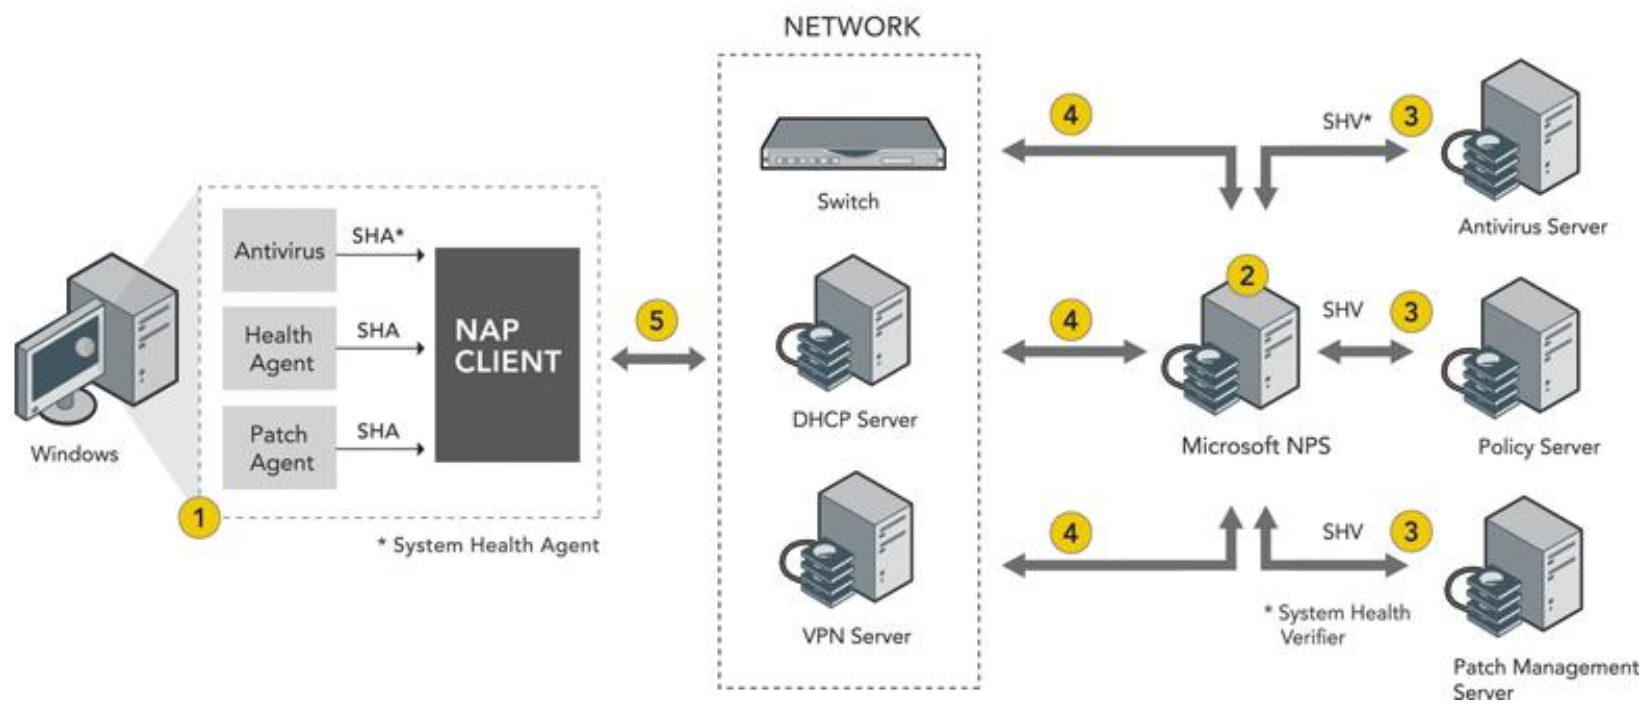 NETWORK
4
SHV*
3
Switch
Antivirus Server
Antivirus
SHA*
2
Health
Agent
SHA
NAP
CLIENT
5
4
SHV
3
Patch
Agent
SHA
DHCP Server
Windows
Microsoft NPS
Policy Server
1
* System Health Agent
4
SHV
3
VPN Server
* System Health
Verifier
Patch Management
Server